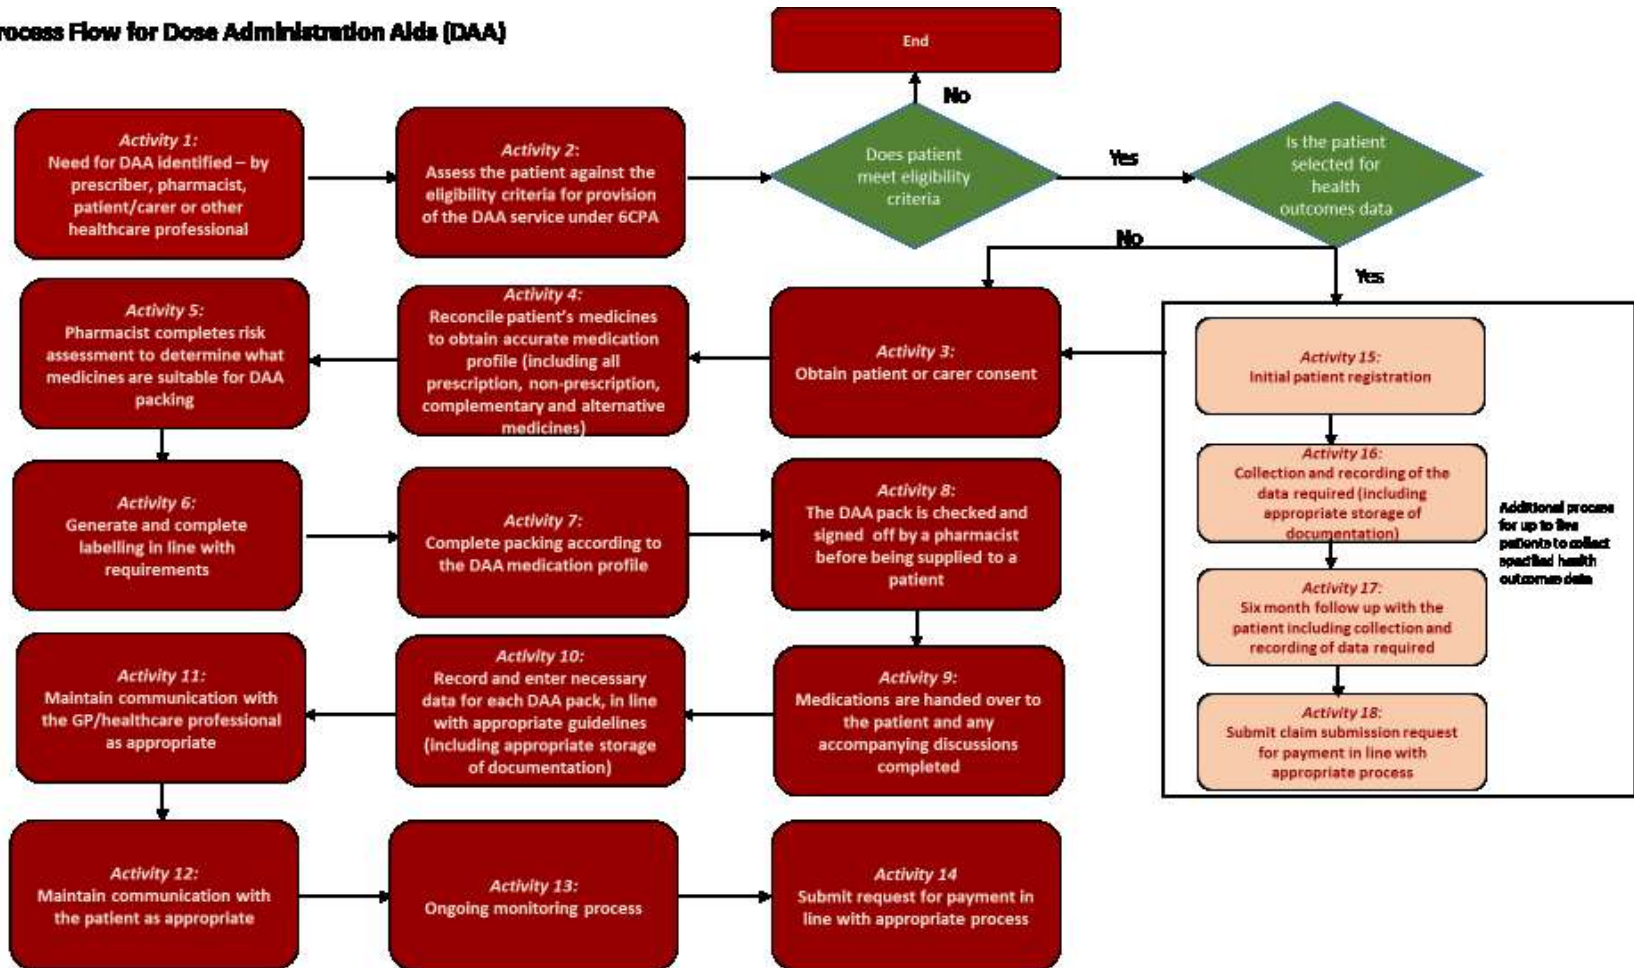 rocess Flow for Dose Administration Aids (DAA)
End
No
Activity 1:
Need for DAA identified – by
prescriber, pharmacist,
patient/carer or other
healthcare professional
Activity 2:
Assess the patient against the
eligibility criteria for provision
of the DAA service under 6CPA
Does patient
meet eligibility
criteria
Yes
Is the patient
selected for
health
outcomes data
No
Yes
Activity 5:
Pharmacist completes risk
assessment to determine what
medicines are suitable for DAA
packing
Activity 4:
Reconcile patient's medicines
to obtain accurate medication
profile (including all
prescription, non-prescription,
complementary and alternative
medicines)
Activity 3:
Obtain patient or carer consent
Activity 15:
Initial patient registration
Activity 6:
Generate and complete
labelling in line with
requirements
Activity 7:
Complete packing according to
the DAA medication profile
Activity 8:
The DAA pack is checked and
signed off by a pharmacist
before being supplied to a
patient
Activity 16:
Collection and recording of the
data required (including
appropriate storage of
documentation)
Additional process
for up to five
patients to collect
specified health
outcomes data
Activity 17:
Six month follow up with the
patient including collection and
recording of data required
Activity 11:
Maintain communication with
the GP/healthcare professional
as appropriate
Activity 10:
Record and enter necessary
data for each DAA pack, in line
with appropriate guidelines
(including appropriate storage
of documentation)
Activity 9:
Medications are handed over to
the patient and any
accompanying discussions
completed
Activity 18:
Submit claim submission request
for payment in line with
appropriate process
Activity 12:
Maintain communication with
the patient as appropriate
Activity 13:
Ongoing monitoring process
Activity 14
Submit request for payment in
line with appropriate process